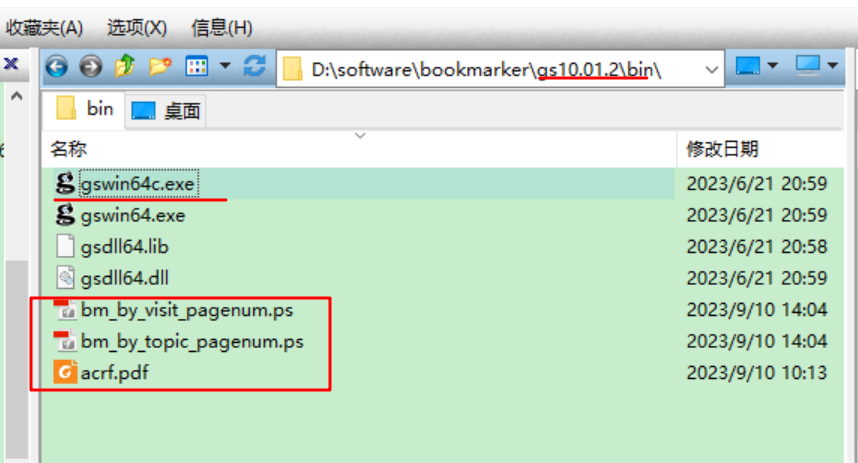 收藏夹(A) 选项(X) 信息(H)
D:\software\bookmarker\gs10.01.2\bin\
bin 桌面
名称 修改日期
gswin64c.exe 2023/6/21 20:59
gswin64.exe 2023/6/21 20:59
gsdll64.lib 2023/6/21 20:58
gsdll64.dll 2023/6/21 20:59
bm_by_visit_pagenum.ps 2023/9/10 14:04
bm_by_topic_pagenum.ps 2023/9/10 14:04
acrf.pdf 2023/9/10 10:13